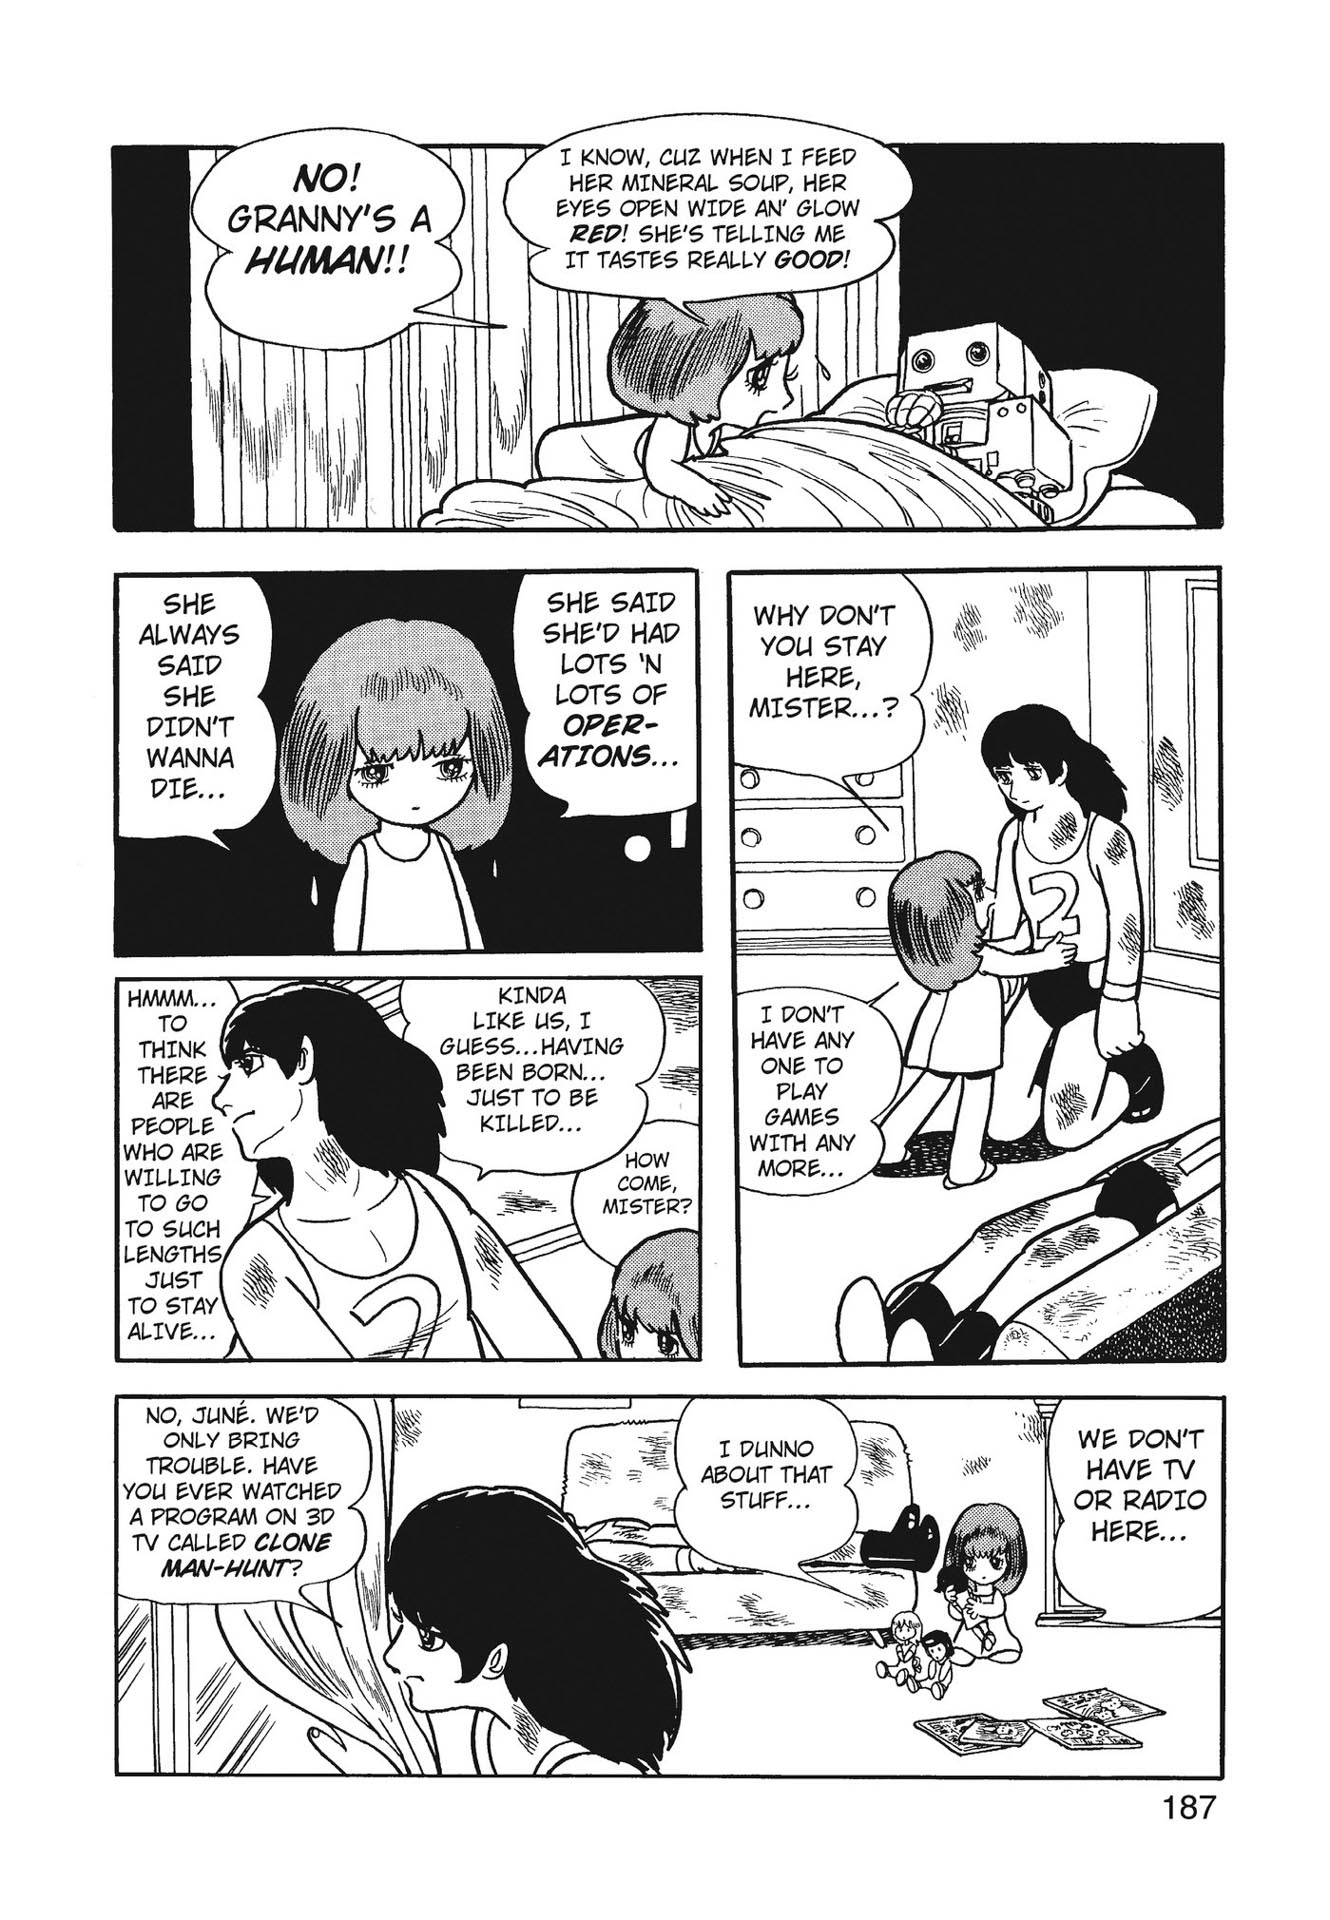 NO!
GRANNY'S A
HUMAN!!
I KNOW, CUZ WHEN I FEED
HER MINERAL SOUP, HER
EYES OPEN WIDE AN' GLOW
RED! SHE'S TELLING ME
IT TASTES REALLY GOOD!
SHE
ALWAYS
SAID
SHE
DIDN'T
WANNA
DIE...
SHE SAID
SHE'D HAD
LOTS 'N
LOTS OF
OPER-
ATIONS...
HMMM...
TO
THINK
THERE
ARE
PEOPLE
WHO ARE
WILLING
TO GO
TO SUCH
LENGTHS
JUST
TO STAY
ALIVE...
KINDA
LIKE US, I
GUESS...HAVING
BEEN BORN...
JUST TO BE
KILLED...
HOW
COME,
MISTER?
2
WHY DON'T
YOU STAY
HERE,
MISTER...?
2
I DON'T
HAVE ANY
ONE TO
PLAY
GAMES
WITH ANY
MORE...
NO, JUNÉ. WE'D
ONLY BRING
TROUBLE. HAVE
YOU EVER WATCHED
A PROGRAM ON 3D
TV CALLED CLONE
MAN-HUNT?
I DUNNO
ABOUT THAT
STUFF...
WE DON'T
HAVE TV
OR RADIO
HERE...
187